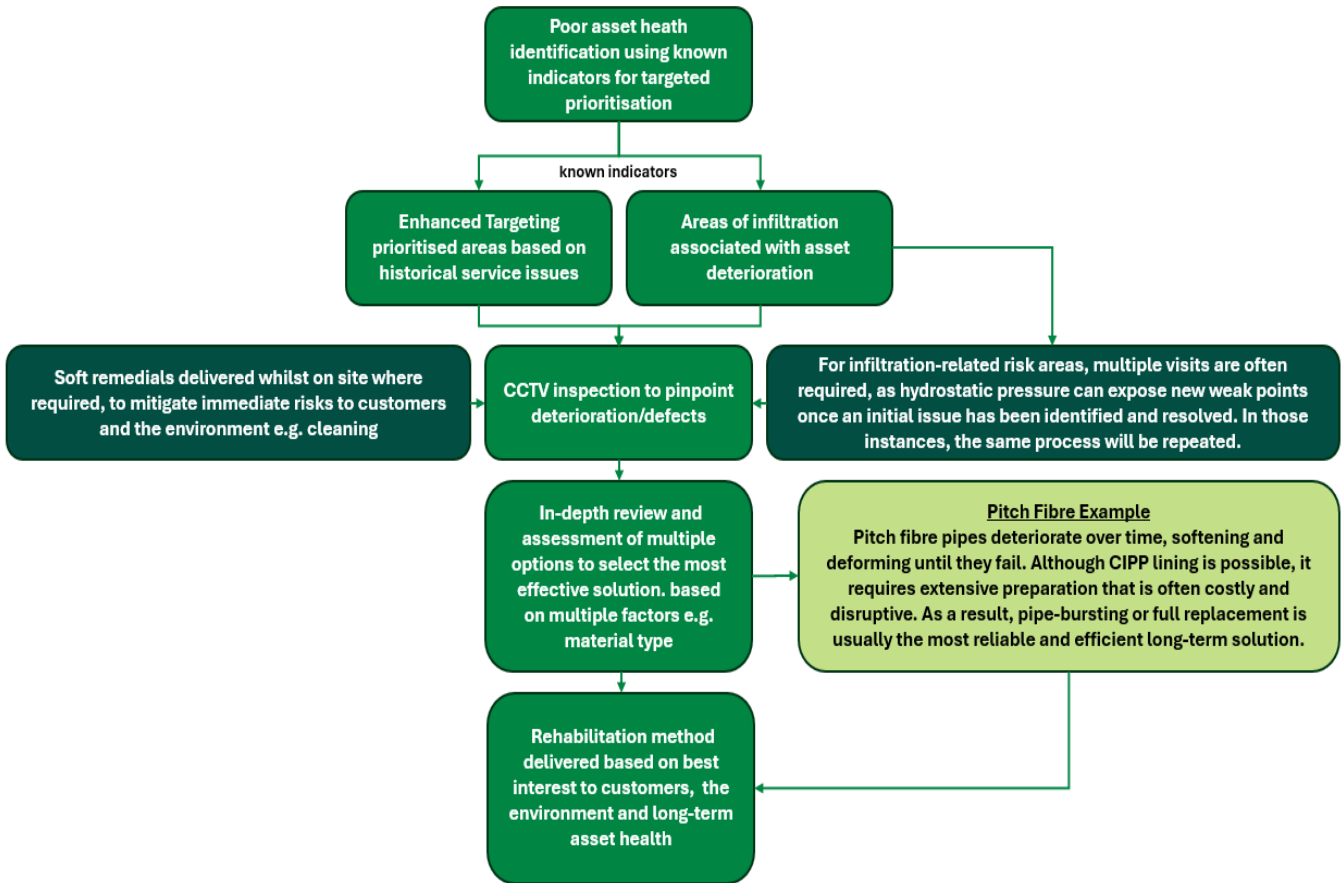 Poor asset heath
identification using known
indicators for targeted
prioritisation
known indicators
Enhanced Targeting
prioritised areas based on
historical service issues
Areas of infiltration
associated with asset
deterioration
Soft remedials delivered whilst on site where
required, to mitigate immediate risks to customers
and the environment e.g. cleaning
CCTV inspection to pinpoint
deterioration/defects
For infiltration-related risk areas, multiple visits are often
required, as hydrostatic pressure can expose new weak points
once an initial issue has been identified and resolved. In those
instances, the same process will be repeated.
In-depth review and
assessment of multiple
options to select the most
effective solution. based
on multiple factors e.g.
material type
Pitch Fibre Example
Pitch fibre pipes deteriorate over time, softening and
deforming until they fail. Although CIPP lining is possible, it
requires extensive preparation that is often costly and
disruptive. As a result, pipe-bursting or full replacement is
usually the most reliable and efficient long-term solution.
Rehabilitation method
delivered based on best
interest to customers,  the
environment and long-term
asset health